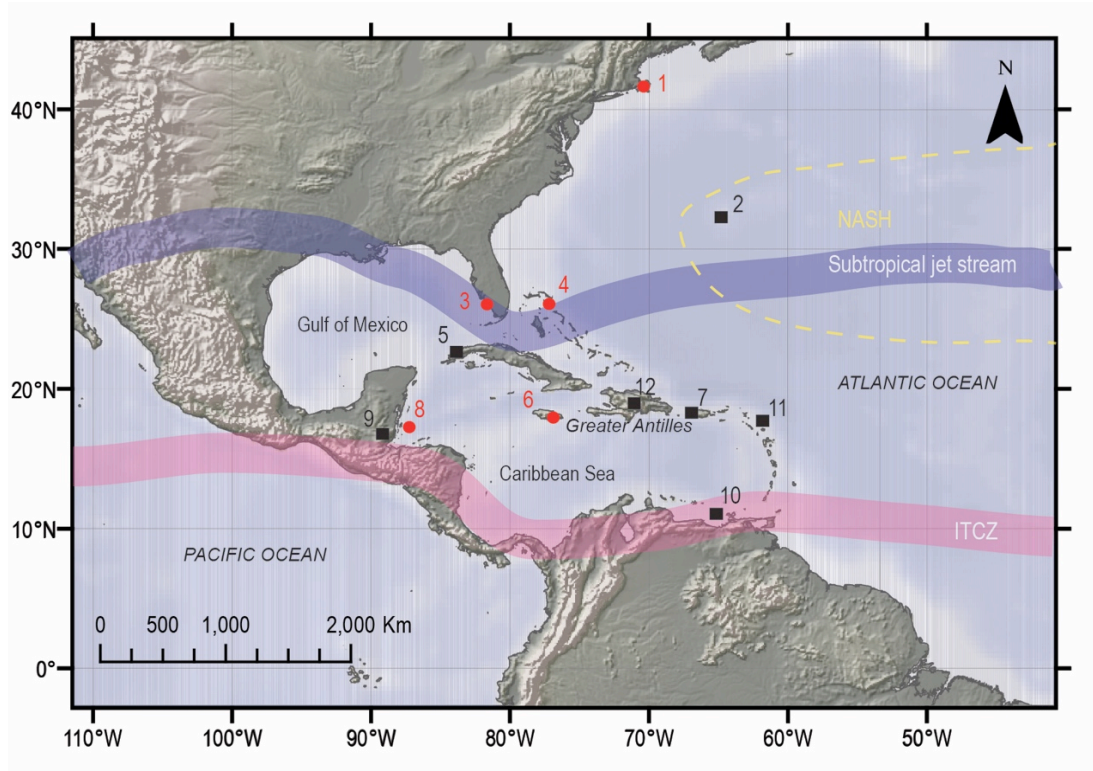 N
1
40°N
2
NASH
30°N
Subtropical jet stream
3
4
Gulf of Mexico
5
20°N
ATLANTIC OCEAN
12
7
6
8
11
9
Greater Antilles
Caribbean Sea
10
10°N
ITCZ
PACIFIC OCEAN
0 500 1,000 2,000 Km
0°
110°W 100°W 90°W 80°W 70°W 60°W 50°W